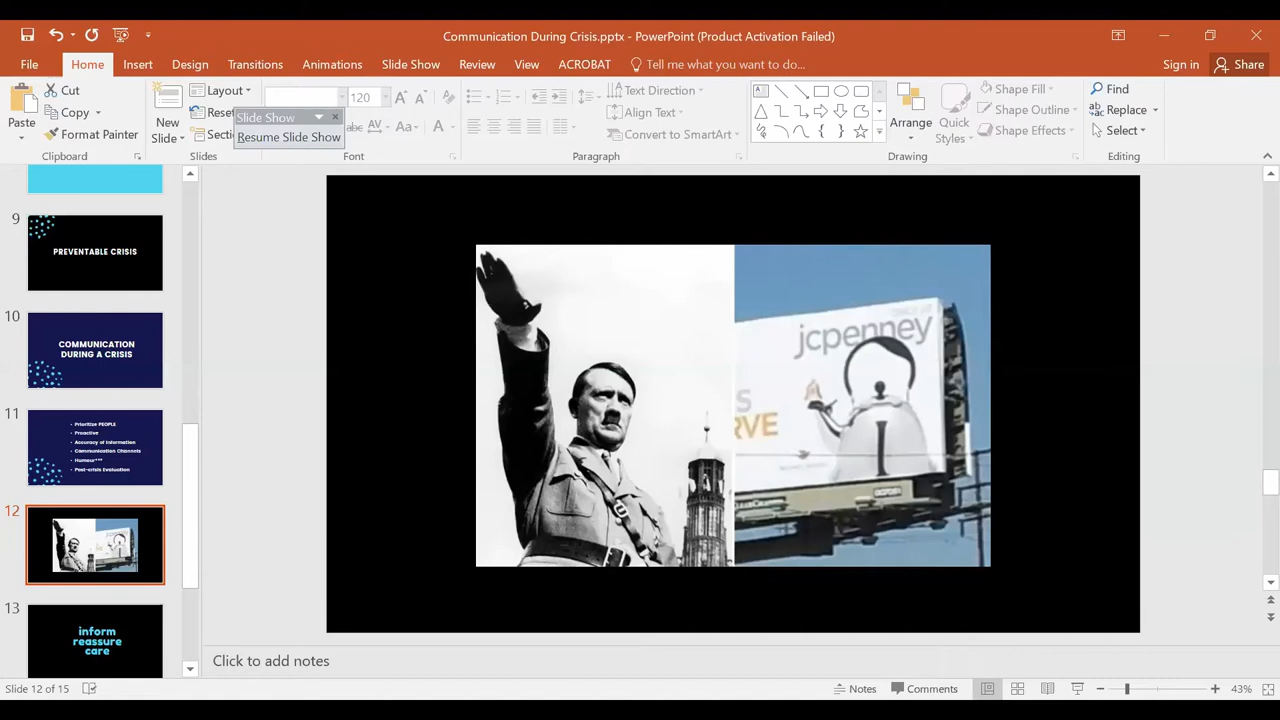 Communication During Crisis.pptx - PowerPoint (Product Activation Failed)
File Home Insert Design Transitions Animations Slide Show Review View ACROBAT Tell me what you want to do... Sign in Share
Paste
Cut
Copy
Format Painter
Clipboard
New
Slide
Layout
Reset
Slides
Slide Show
Resume Slide Show
120
abc AV Aa A
Font
Text Direction
Align Text
Convert to SmartArt
Paragraph
Arrange
Quick
Styles
Shape Fill
Shape Outline
Shape Effects
Drawing
Find
Replace
Select
Editing
9
PREVENTABLE CRISIS
10
COMMUNICATION
DURING A CRISIS
11
• Prioritize PEOPLE
• Proactive
• Accuracy of Information
• Communication Channels
• Humour***
• Post-crisis Evaluation
12
13
inform
reassure
care
jcpenney
Click to add notes
Slide 12 of 15 Notes Comments 43%